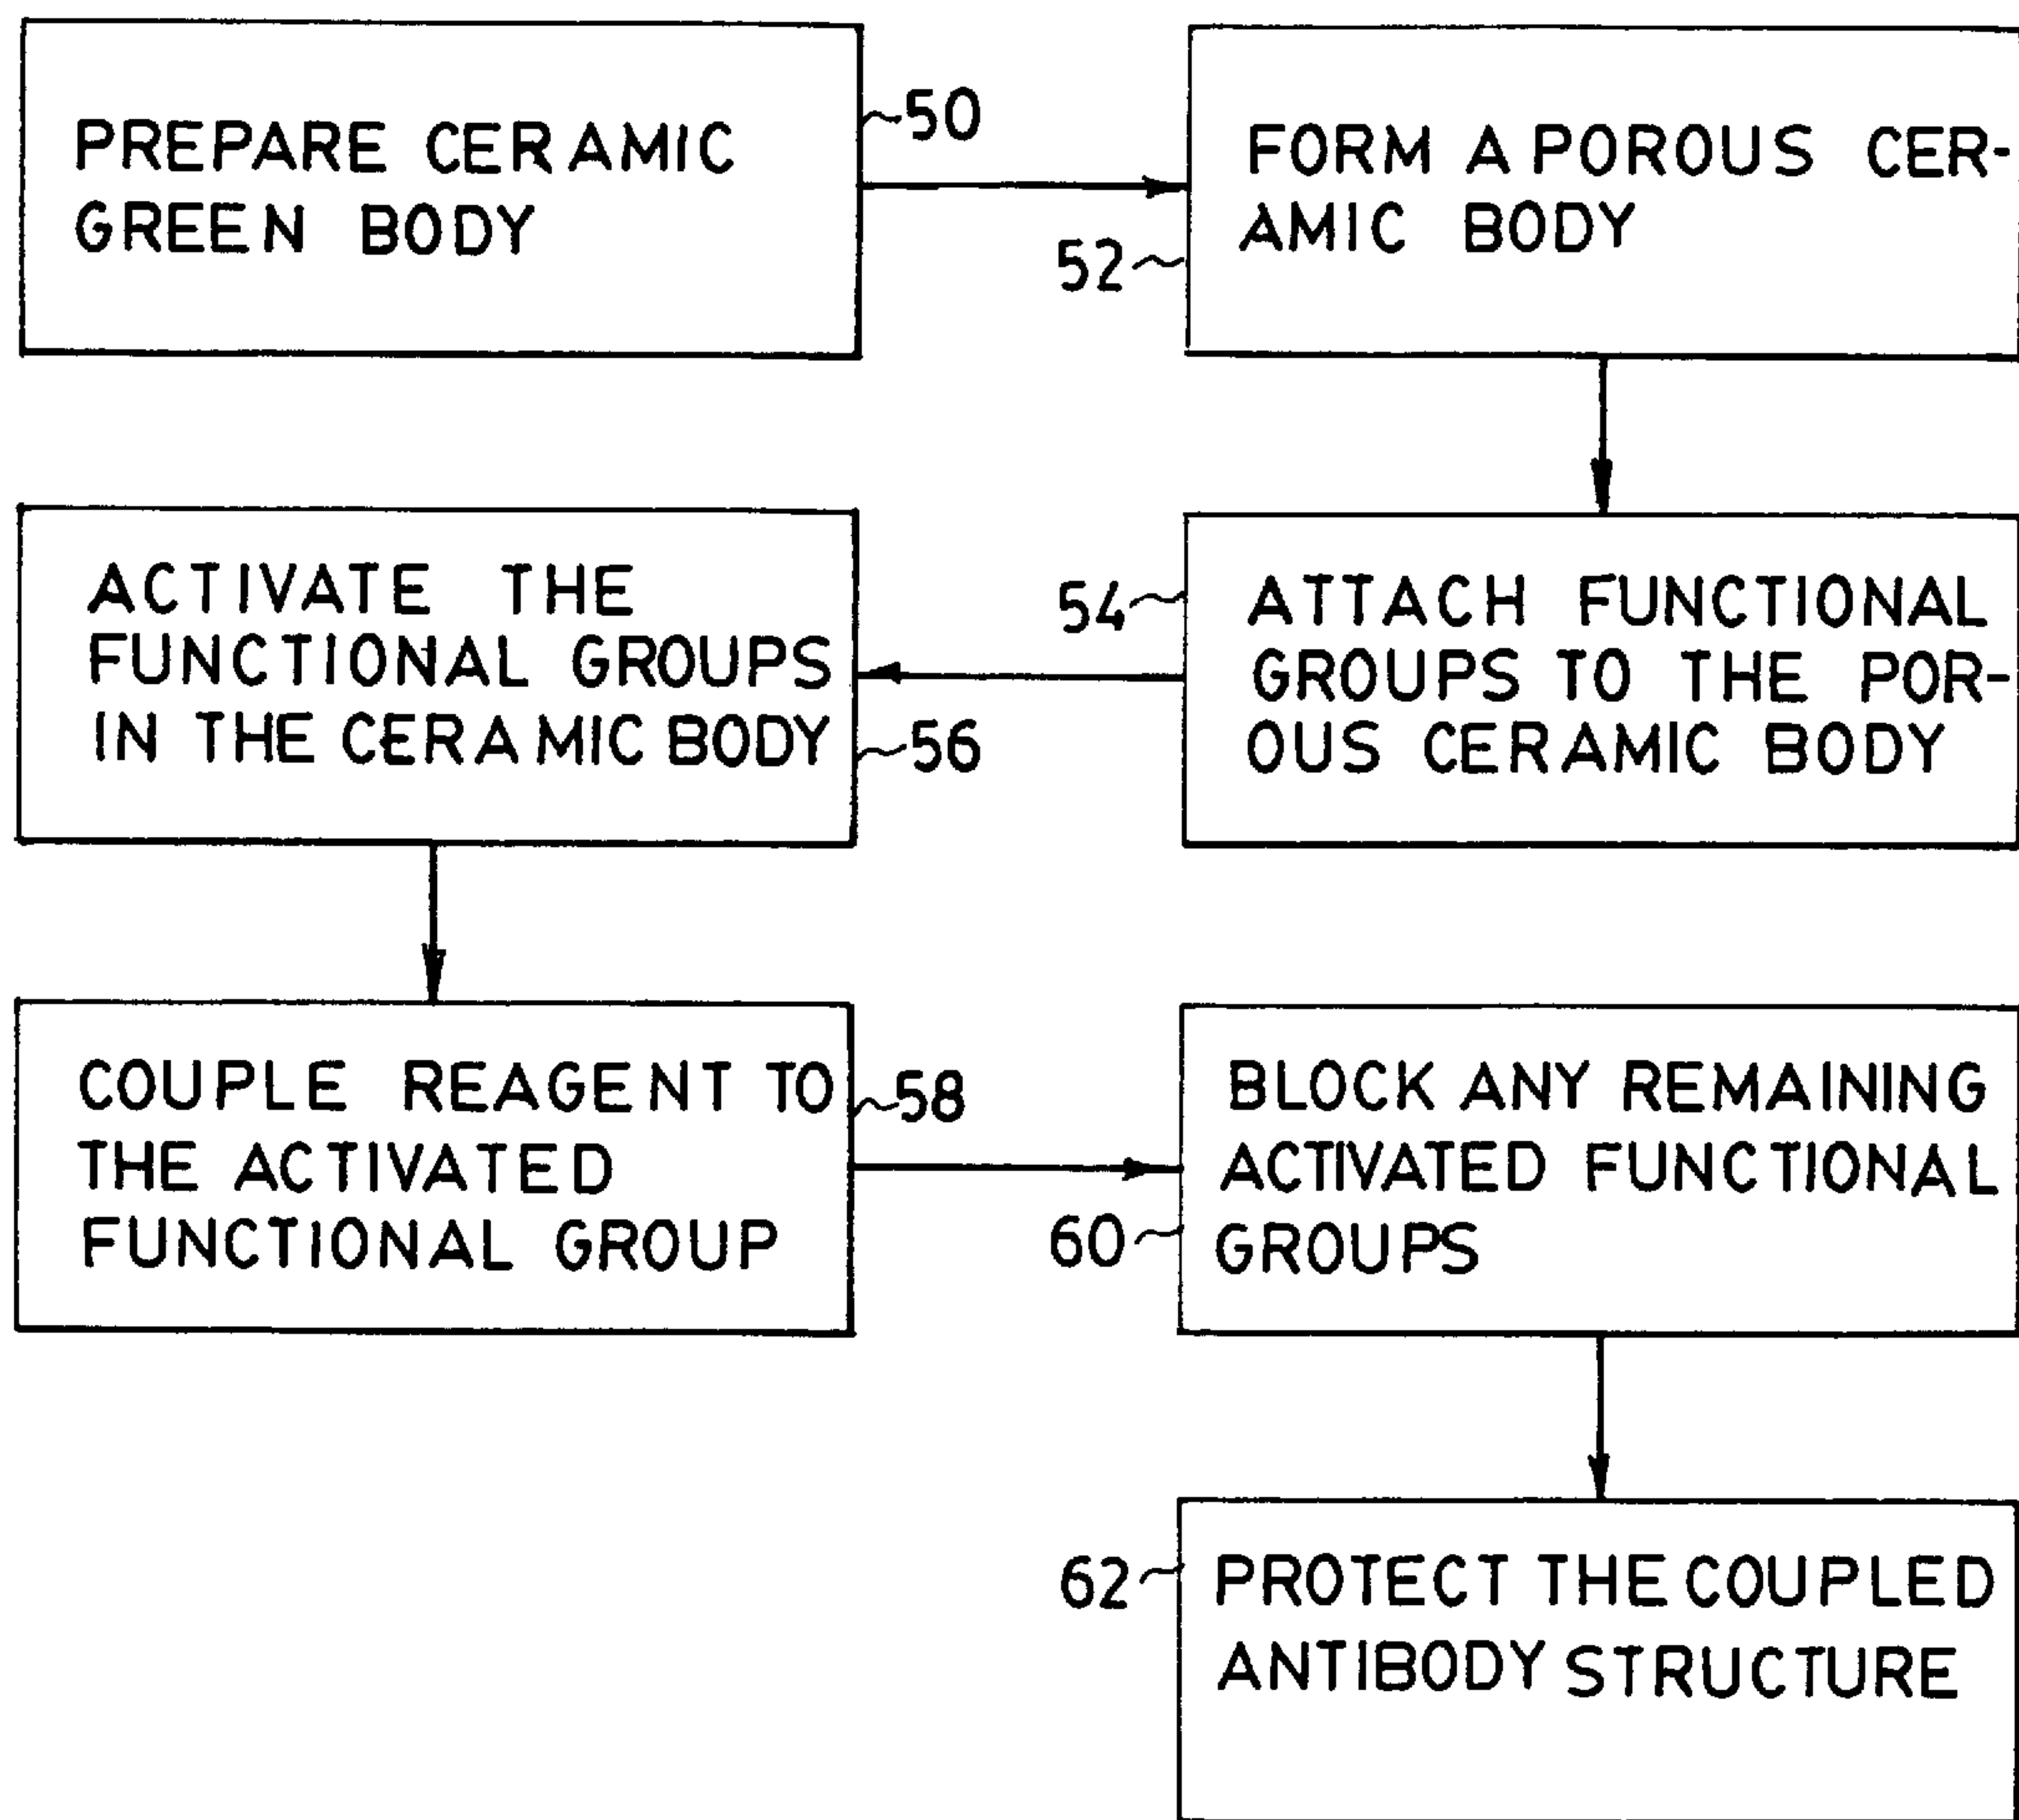 PREPARE CERAMIC
GREEN BODY
50
FORM A POROUS CER-
AMIC BODY
52
54
ATTACH FUNCTIONAL
GROUPS TO THE POR-
OUS CERAMIC BODY
ACTIVATE THE
FUNCTIONAL GROUPS
IN THE CERAMIC BODY
56
COUPLE REAGENT TO
THE ACTIVATED
FUNCTIONAL GROUP
58
BLOCK ANY REMAINING
ACTIVATED FUNCTIONAL
GROUPS
60
62
PROTECT THE COUPLED
ANTIBODY STRUCTURE